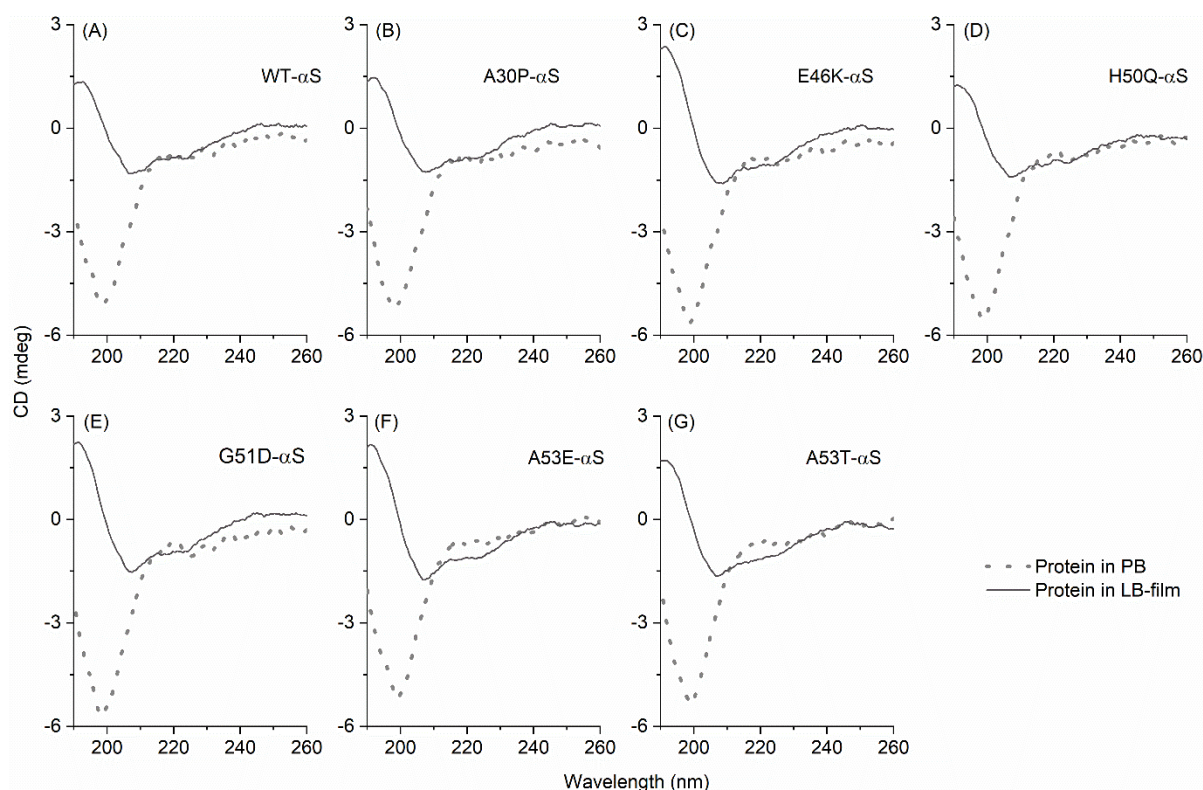 (A)
WT-αS
(B)
A30P-αS
(C)
E46K-αS
(D)
H50Q-αS
3
0
-3
-6
200 220 240 260
3
0
-3
-6
200 220 240 260
3
0
-3
-6
200 220 240 260
3
0
-3
-6
200 220 240 260
CD (mdeg)
(E)
G51D-αS
(F)
A53E-αS
(G)
A53T-αS
3
0
-3
-6
200 220 240 260
3
0
-3
-6
200 220 240 260
3
0
-3
-6
200 220 240 260
Protein in PB
Protein in LB-film
Wavelength (nm)